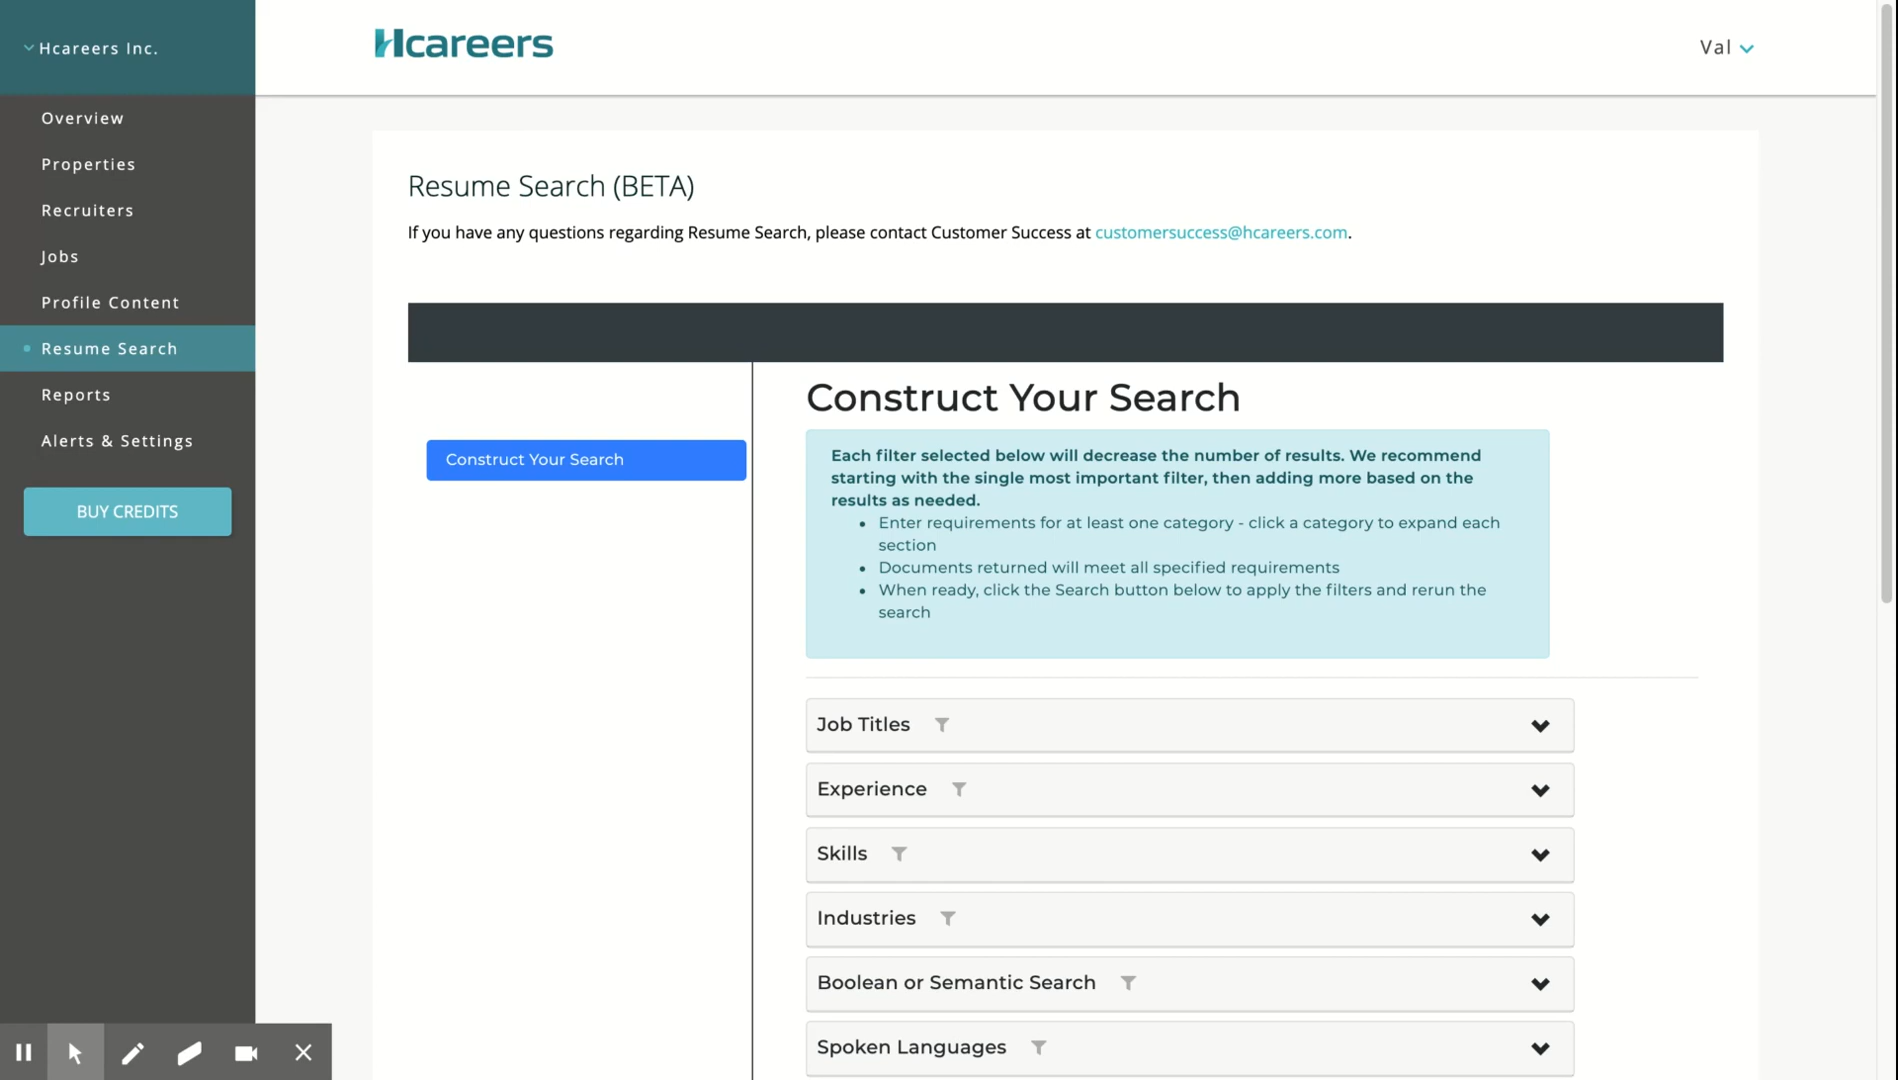 Hcareers Inc.
Hcareers
Val
Overview
Properties
Recruiters
Jobs
Profile Content
Resume Search
Reports
Alerts & Settings
BUY CREDITS
Resume Search (BETA)
If you have any questions regarding Resume Search, please contact Customer Success at customersuccess@hcareers.com.
Construct Your Search
Construct Your Search
Each filter selected below will decrease the number of results. We recommend
starting with the single most important filter, then adding more based on the
results as needed.
• Enter requirements for at least one category - click a category to expand each
section
• Documents returned will meet all specified requirements
• When ready, click the Search button below to apply the filters and rerun the
search
Job Titles
Experience
Skills
Industries
Boolean or Semantic Search
Spoken Languages